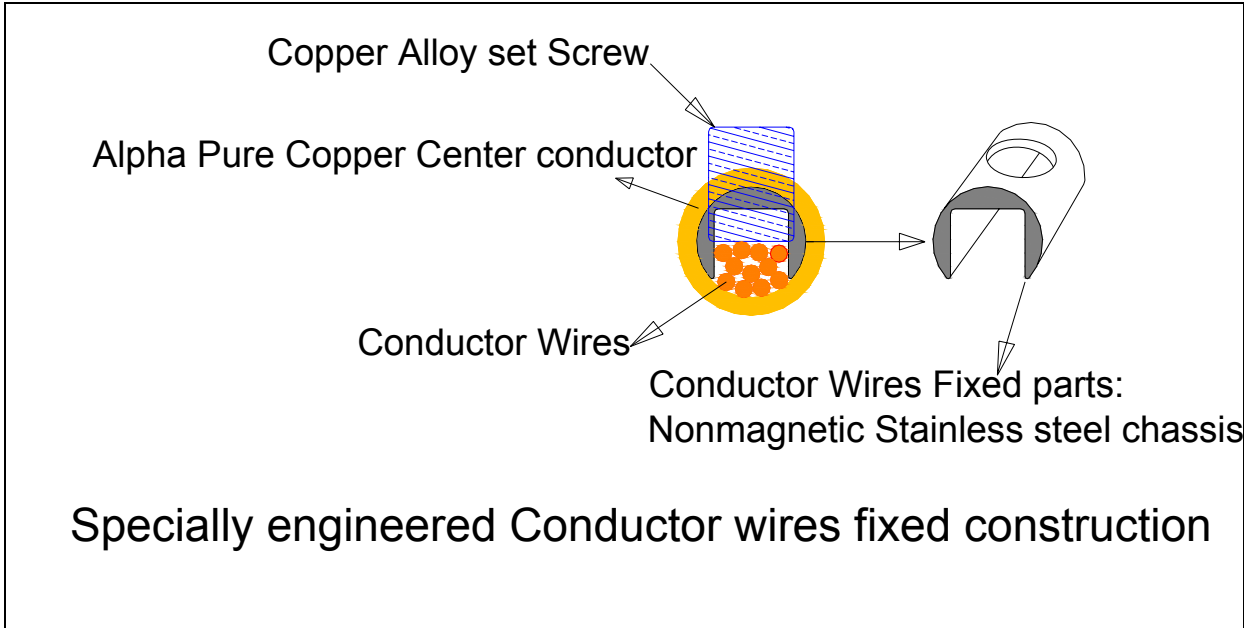 Copper Alloy set Screw
Alpha Pure Copper Center conductor
Conductor Wires
Conductor Wires Fixed parts:
Nonmagnetic Stainless steel chassis
Specially engineered Conductor wires fixed construction